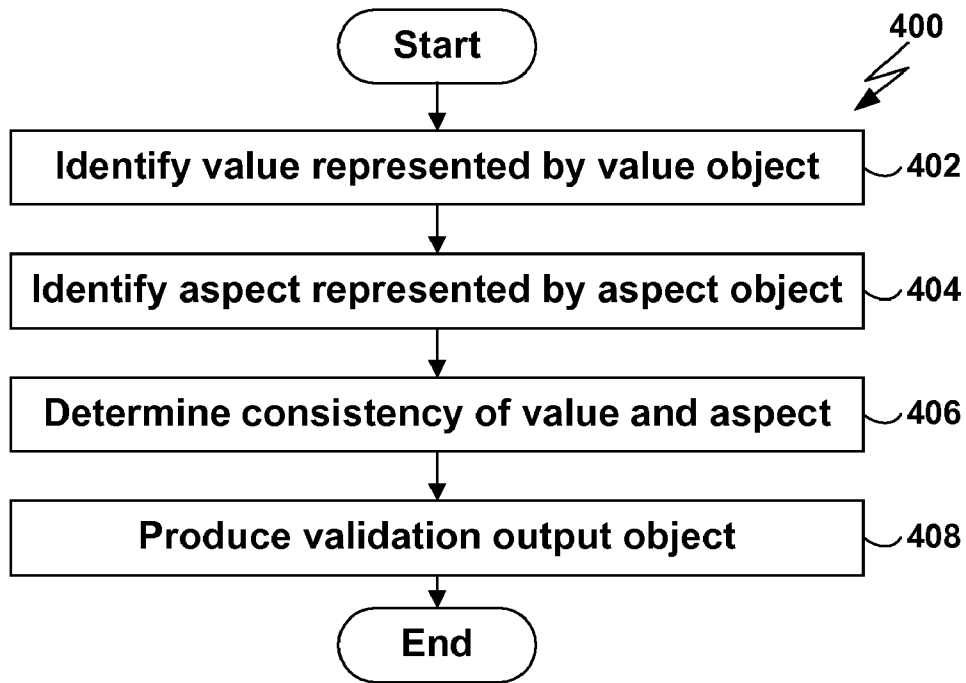 Start
400
Identify value represented by value object
402
Identify aspect represented by aspect object
404
Determine consistency of value and aspect
406
Produce validation output object
408
End